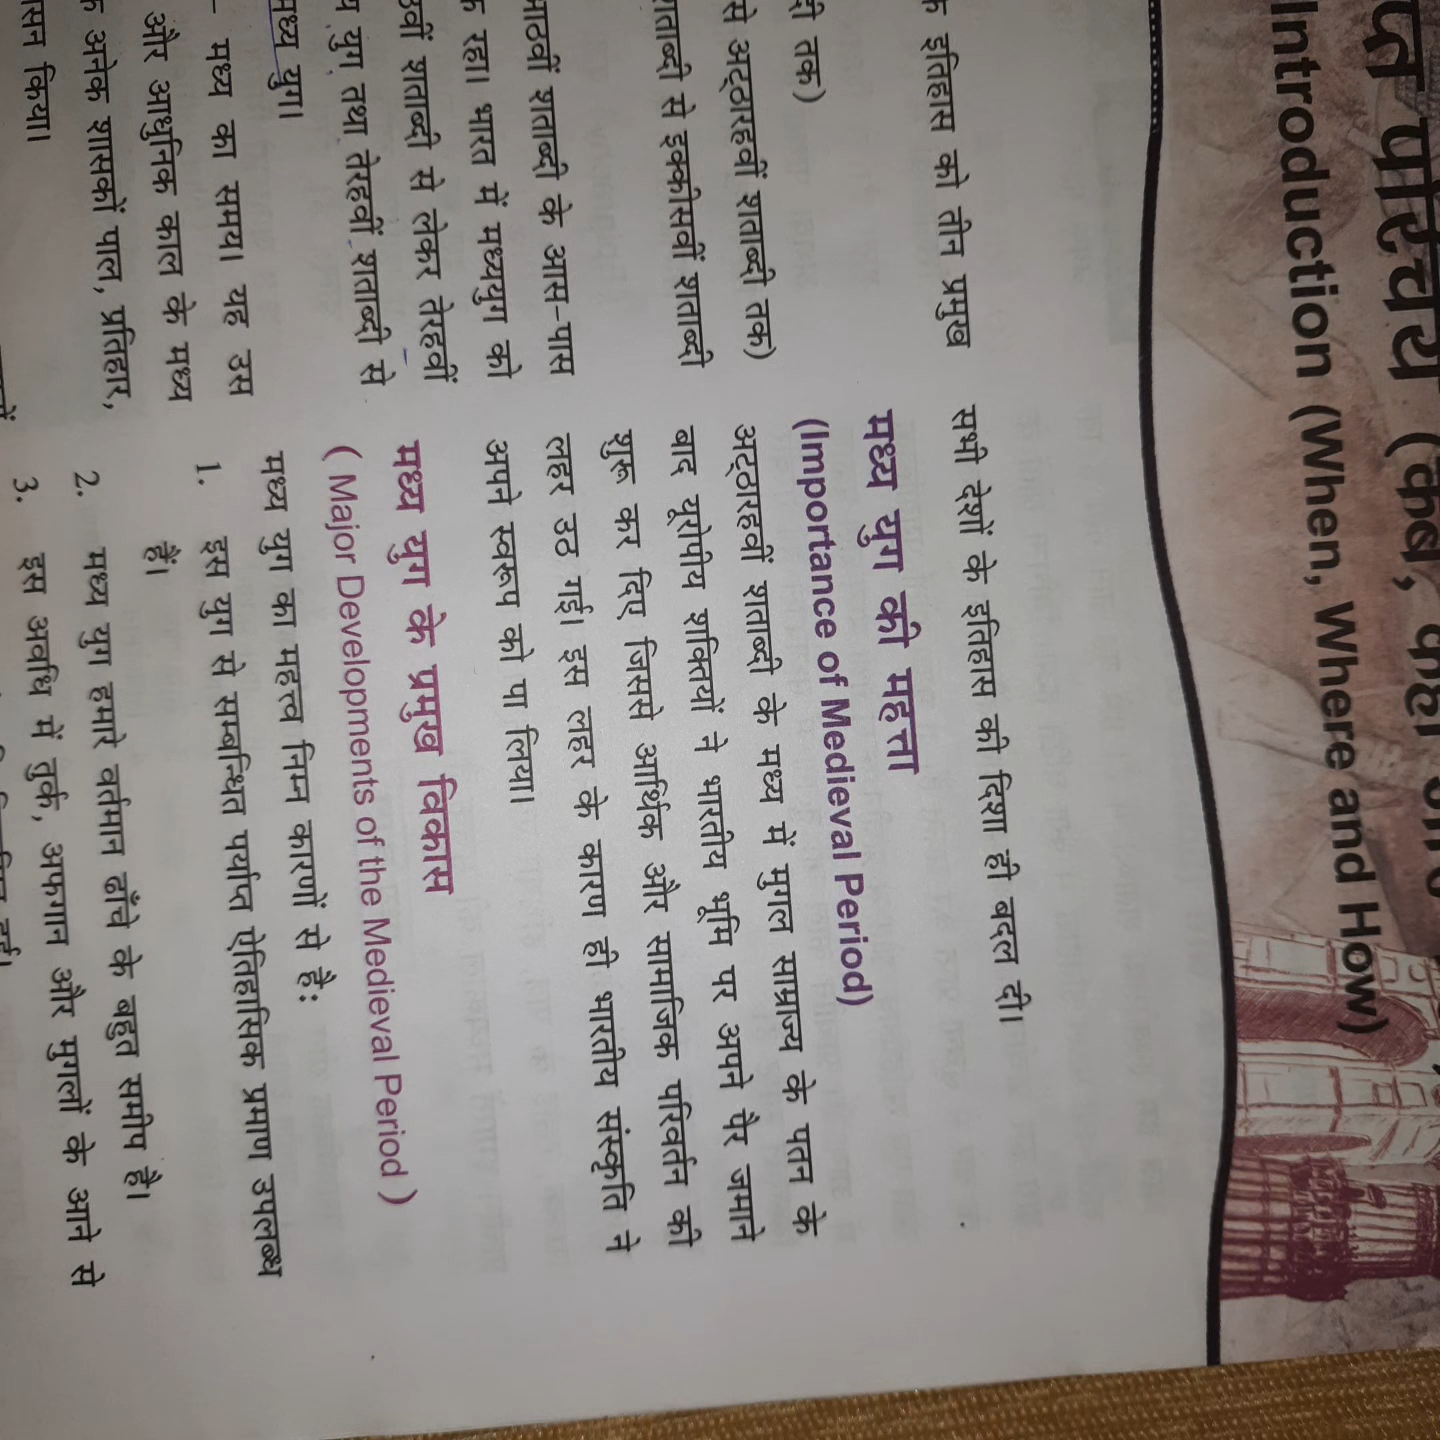 परिचय (कब, कहाँ
Introduction (When, Where and How)
इतिहास को तीन प्रमुख
तक)
से अट्ठारहवीं शताब्दी तक)
शताब्दी से इक्कीसवीं शताब्दी
शताब्दी के आस-पास
रहा। भारत में मध्ययुग को
शताब्दी से लेकर तेरहवीं
युग तथा तेरहवीं शताब्दी से
मध्य युग।
मध्य का समय। यह उस
और आधुनिक काल के मध्य
अनेक शासकों पाल, प्रतिहार,
किया।
सभी देशों के इतिहास की दिशा ही बदल दी।
मध्य युग की महत्ता
(Importance of Medieval Period)
अट्ठारहवीं शताब्दी के मध्य में मुगल साम्राज्य के पतन के
बाद यूरोपीय शक्तियों ने भारतीय भूमि पर अपने पैर जमाने
शुरू कर दिए जिससे आर्थिक और सामाजिक परिवर्तन की
लहर उठ गई। इस लहर के कारण ही भारतीय संस्कृति ने
अपने स्वरूप को पा लिया।
मध्य युग के प्रमुख विकास
( Major Developments of the Medieval Period )
मध्य युग का महत्त्व निम्न कारणों से है:
1. इस युग से सम्बन्धित पर्याप्त ऐतिहासिक प्रमाण उपलब्ध
हैं।
2. मध्य युग हमारे वर्तमान ढाँचे के बहुत समीप है।
3. इस अवधि में तुर्क, अफगान और मुगलों के आने से